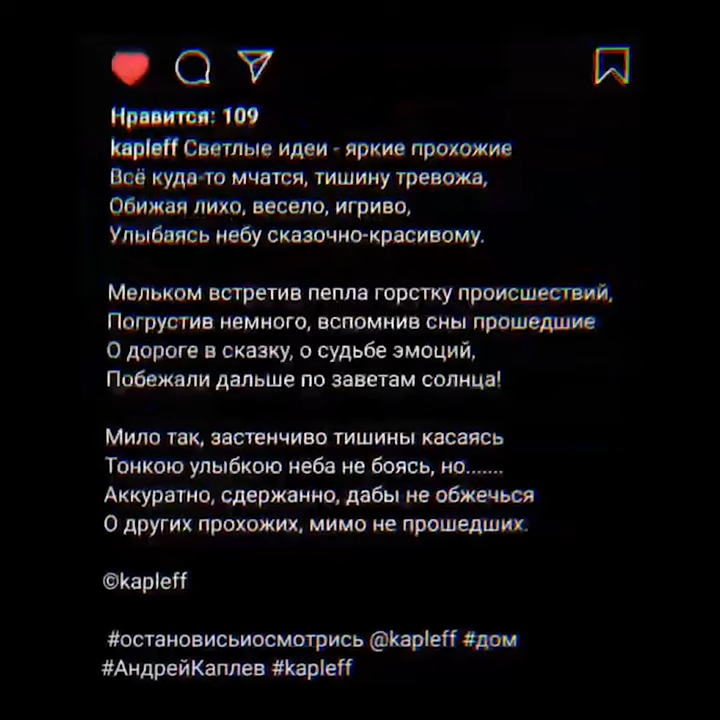 Нравится: 109
kapleff Светлые идеи - яркие прохожие
Всё куда-то мчатся, тишину тревожа,
Обижая лихо, весело, игриво,
Улыбаясь небу сказочно-красивому.
Мельком встретив пепла горстку происшествий,
Погрустив немного, вспомнив сны прошедшие
О дороге в сказку, о судьбе эмоций,
Побежали дальше по заветам солнца!
Мило так, застенчиво тишины касаясь
Тонкою улыбкою неба не боясь, но.......
Аккуратно, сдержанно, дабы не обжечься
О других прохожих, мимо не прошедших.
©kapleff
#остановисьиосмотрись @kapleff #дом
#АндрейКаплев #kapleff